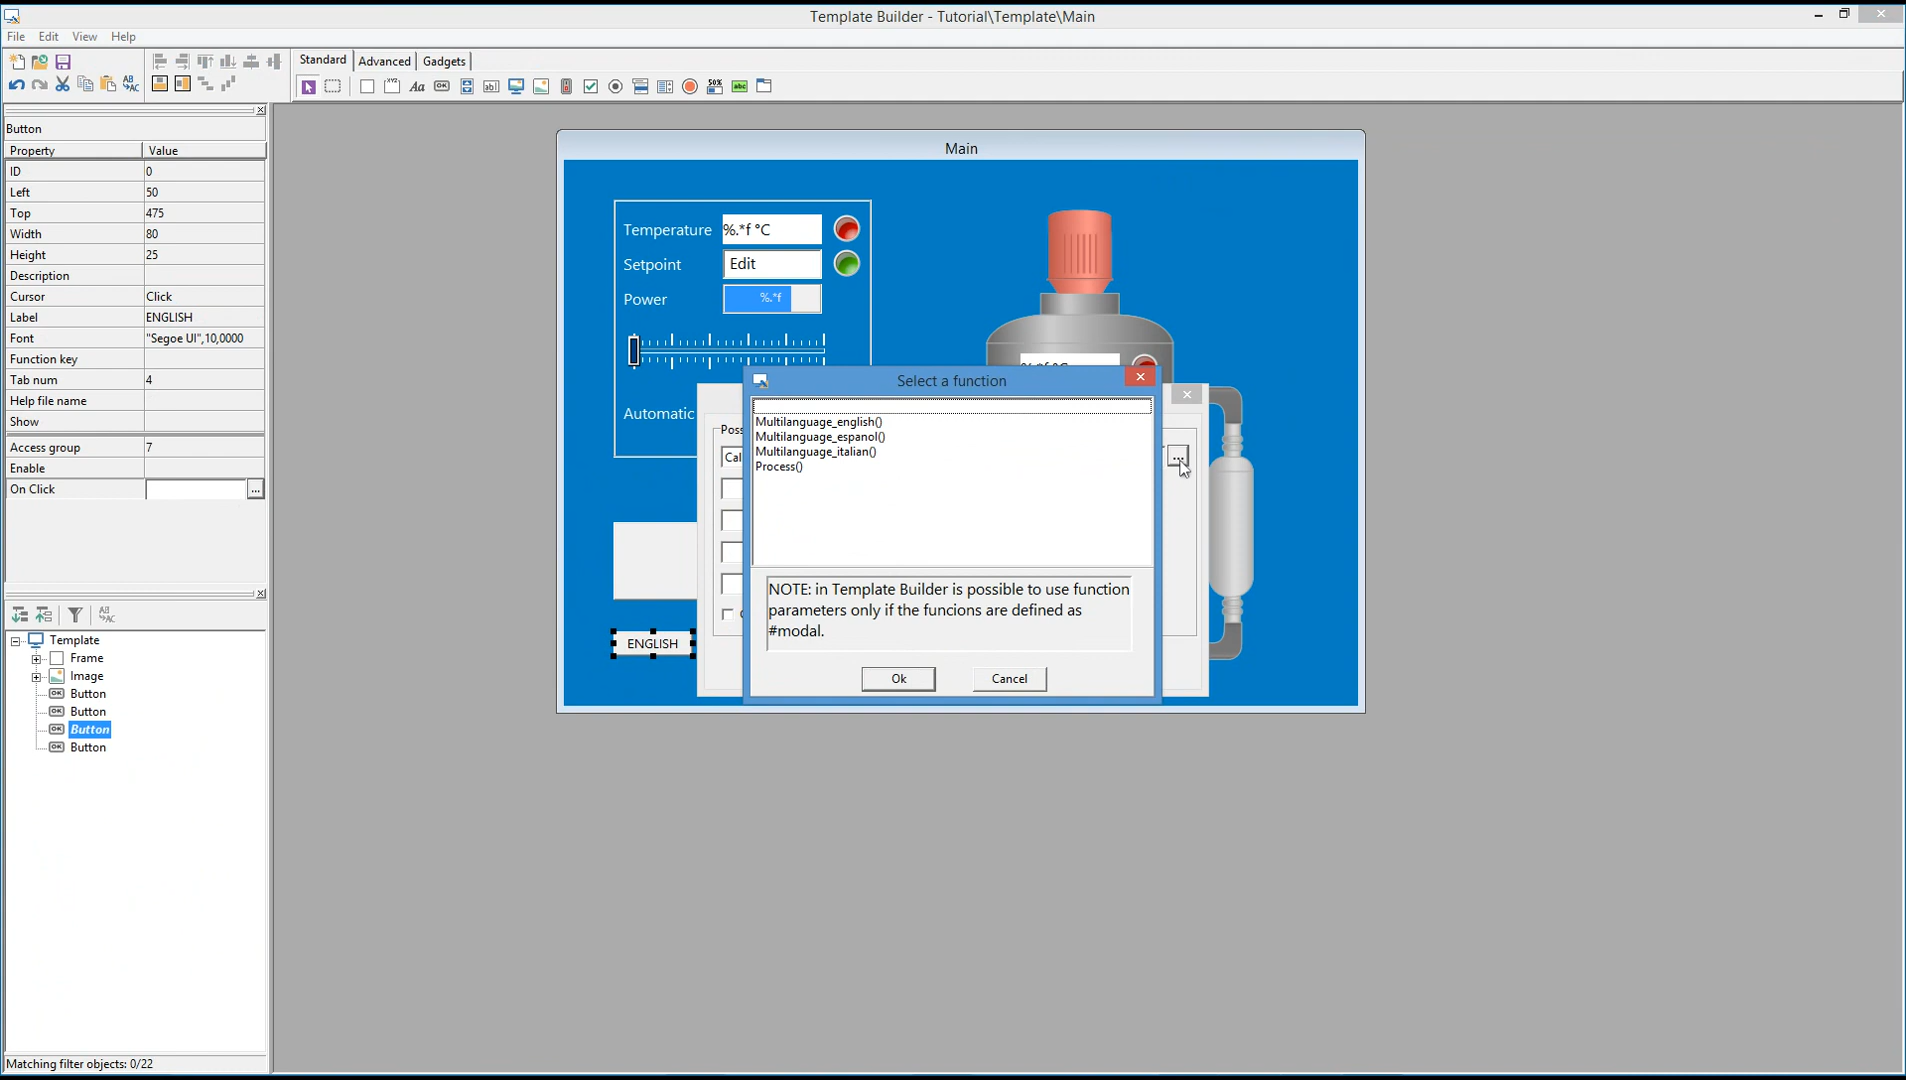 Template Builder - Tutorial\Template\Main
File Edit View Help
Standard Advanced Gadgets
Button
Property Value
ID 0
Left 50
Top 475
Width 80
Height 25
Description
Cursor Click
Label ENGLISH
Font "Segoe UI",10,0000
Function key
Tab num 4
Help file name
Show
Access group 7
Enable
On Click ...
Template
Frame
Image
Button
Button
Button
Button
Matching filter objects: 0/22
Main
Temperature %.*f °C
Setpoint Edit
Power %.*f
Automatic
ENGLISH
Select a function
Multilanguage_english()
Multilanguage_espanol()
Multilanguage_italian()
Process()
NOTE: in Template Builder is possible to use function
parameters only if the funcions are defined as
#modal.
Ok Cancel